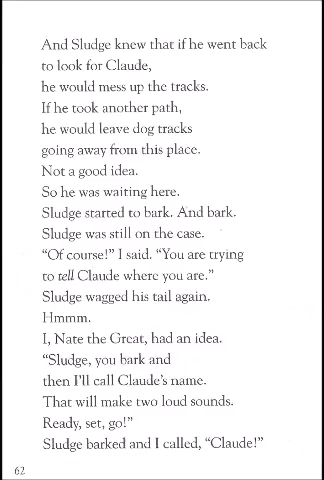 And Sludge knew that if he went back
to look for Claude,
he would mess up the tracks.
If he took another path,
he would leave dog tracks
going away from this place.
Not a good idea.
So he was waiting here.
Sludge started to bark. And bark.
Sludge was still on the case.
“Of course!” I said. “You are trying
to tell Claude where you are.”
Sludge wagged his tail again.
Hmmm.
I, Nate the Great, had an idea.
“Sludge, you bark and
then I’ll call Claude’s name.
That will make two loud sounds.
Ready, set, go!”
Sludge barked and I called, “Claude!”
62